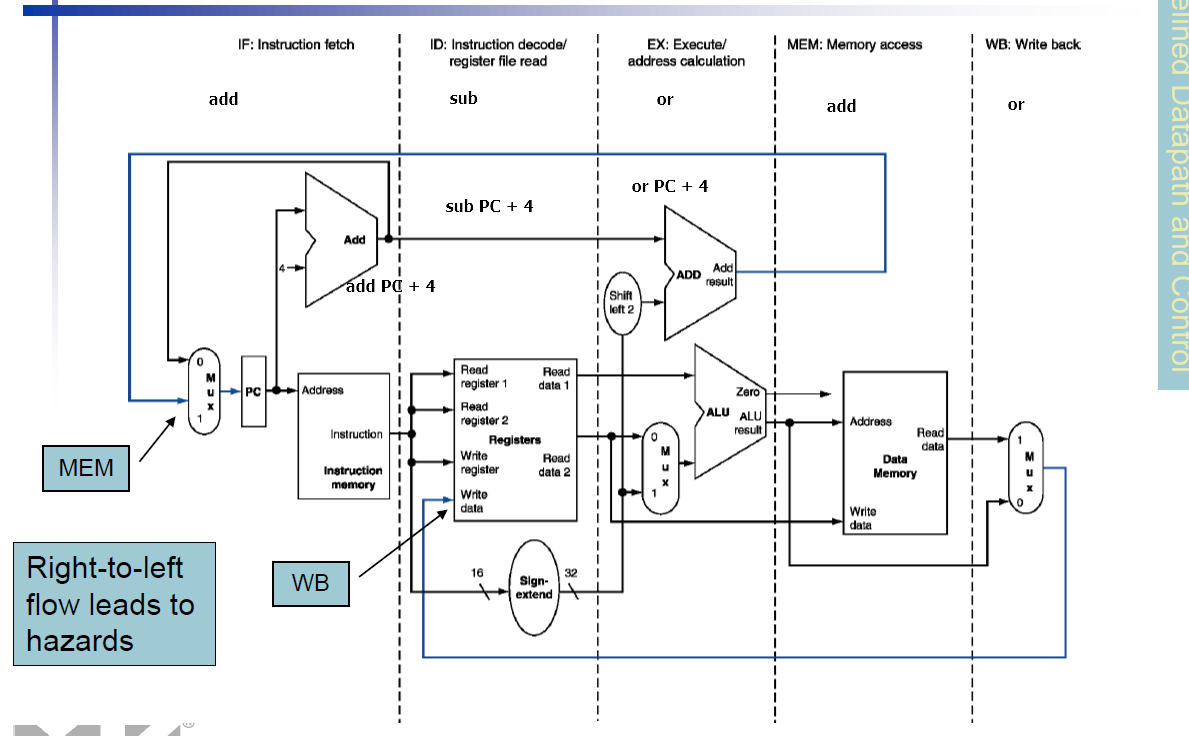 IF: Instruction fetch
ID: Instruction decode/
register file read
EX: Execute/
address calculation
MEM: Memory access
WB: Write back
add
sub
or
add
or
or PC + 4
sub PC + 4
Add
4
add PC + 4
ADD
Add
result
Shift
left 2
0
M
u
x
1
PC
Address
Instruction
Instruction
memory
Read
register 1
Read
data 1
Read
register 2
Registers
Write
register
Read
data 2
Write
data
0
M
u
x
1
Zero
ALU
ALU
result
Address
Read
data
Data
Memory
Write
data
1
M
u
x
0
MEM
16
Sign-
extend
32
WB
Right-to-left
flow leads to
hazards
elined Datapath and Control
®